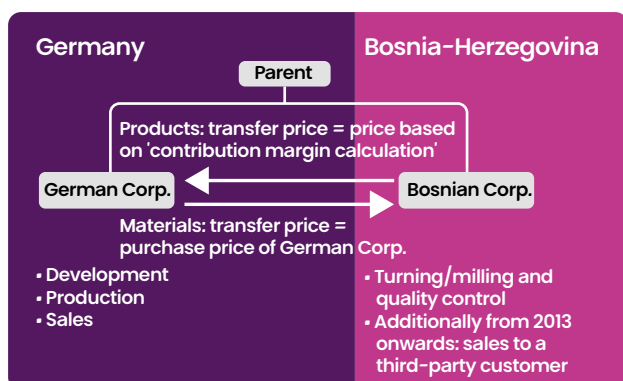 Germany
Bosnia-Herzegovina
Parent
Products: transfer price = price based
on 'contribution margin calculation'
German Corp.
Bosnian Corp.
Materials: transfer price =
purchase price of German Corp.
▪ Development
▪ Production
▪ Sales
▪ Turning/milling and
quality control
▪ Additionally from 2013
onwards: sales to a
third-party customer